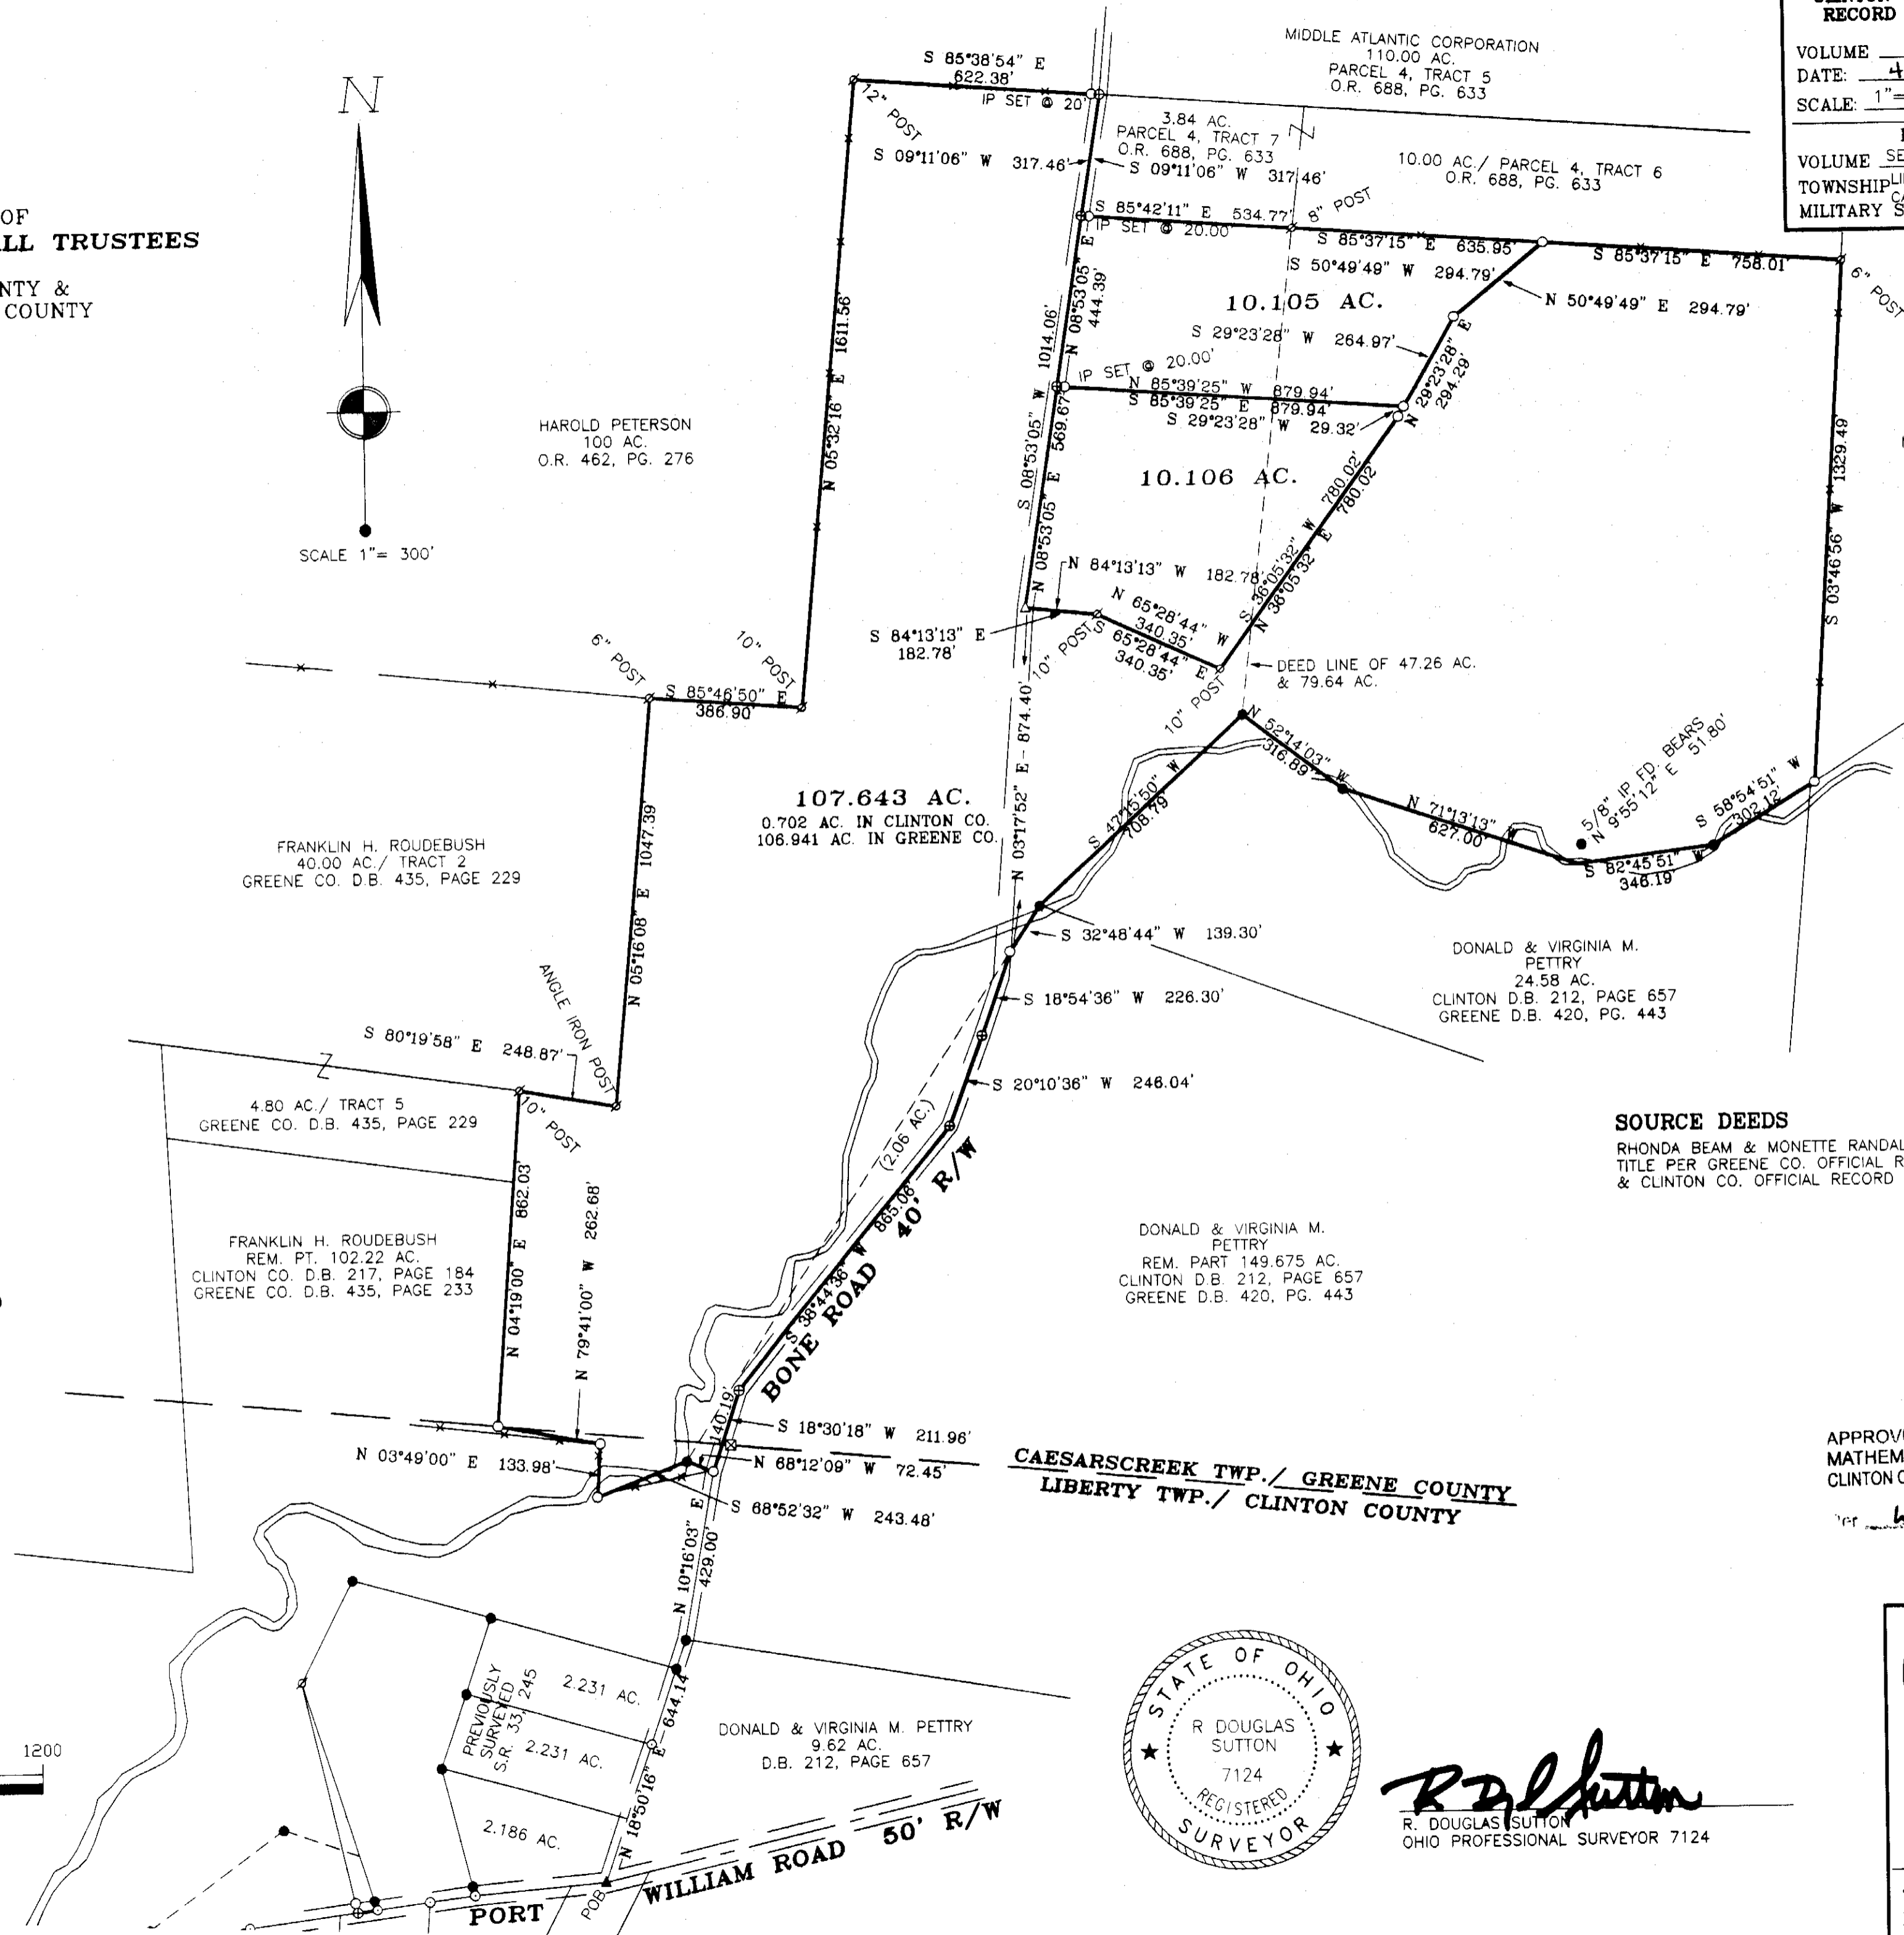 RECORD
VOLUME
DATE: 4
SCALE: 1"=
VOLUME SE
TOWNSHIP LI
CA
MILITARY S
OF
ALL TRUSTEES
NTY &
COUNTY
N
SCALE 1"= 300'
MIDDLE ATLANTIC CORPORATION
110.00 AC.
PARCEL 4, TRACT 5
O.R. 688, PG. 633
S 85°38'54" E
622.38'
IP SET @ 20'
12" POST
3.84 AC.
PARCEL 4, TRACT 7
O.R. 688, PG. 633
10.00 AC./ PARCEL 4, TRACT 6
O.R. 688, PG. 633
S 09°11'06" W 317.46'
S 09°11'06" W 317.46'
S 85°42'11" E 534.77'
IP SET @ 20.00'
8" POST
S 85°37'15" E 635.95'
S 85°37'15" E 758.01'
6" POST
S 50°49'49" W 294.79'
N 50°49'49" E 294.79'
10.105 AC.
S 29°23'28" W 264.97'
N 29°23'28" E
294.29'
N 08°53'05" E
444.39'
S 08°53'05" W 1014.06'
IP SET @ 20.00'
N 85°39'25" W 879.94'
S 85°39'25" E 879.94'
S 29°23'28" W 29.32'
N 08°53'05" E 569.67'
10.106 AC.
S 36°05'32" W 780.02'
N 36°05'32" E 780.02'
S 03°46'56" W 1329.49'
N 05°32'16" E 1611.56'
HAROLD PETERSON
100 AC.
O.R. 462, PG. 276
N 84°13'13" W 182.78'
S 84°13'13" E
182.78'
N 65°28'44" W
340.35'
S 65°28'44" E
340.35'
10" POST
10" POST
DEED LINE OF 47.26 AC.
& 79.64 AC.
6" POST
10" POST
S 85°46'50" E
386.90'
N 03°17'52" E 874.40'
N 52°14'03" W
316.89'
N 71°13'13" W
627.00'
5/8" IP. FD. BEARS
N 9°55'12" E 51.80'
S 58°54'51" W
302.12'
S 82°45'51" W
346.19'
S 47°15'50" W
708.79'
107.643 AC.
0.702 AC. IN CLINTON CO.
106.941 AC. IN GREENE CO.
FRANKLIN H. ROUDEBUSH
40.00 AC./ TRACT 2
GREENE CO. D.B. 435, PAGE 229
N 05°16'08" E 1047.39'
S 32°48'44" W 139.30'
DONALD & VIRGINIA M.
PETTRY
24.58 AC.
CLINTON D.B. 212, PAGE 657
GREENE D.B. 420, PG. 443
S 18°54'36" W 226.30'
ANGLE IRON POST
S 80°19'58" E 248.87'
10" POST
S 20°10'36" W 246.04'
4.80 AC./ TRACT 5
GREENE CO. D.B. 435, PAGE 229
(2.06 AC.)
SOURCE DEEDS
RHONDA BEAM & MONETTE RANDAL
TITLE PER GREENE CO. OFFICIAL R
& CLINTON CO. OFFICIAL RECORD
N 04°19'00" E 862.03'
N 79°41'00" W 262.68'
S 38°44'36" W 865.06'
BONE ROAD 40' R/W
FRANKLIN H. ROUDEBUSH
REM. PT. 102.22 AC.
CLINTON CO. D.B. 217, PAGE 184
GREENE CO. D.B. 435, PAGE 233
DONALD & VIRGINIA M.
PETTRY
REM. PART 149.675 AC.
CLINTON D.B. 212, PAGE 657
GREENE D.B. 420, PG. 443
140.19'
S 18°30'18" W 211.96'
N 03°49'00" E 133.98'
N 68°12'09" W 72.45'
S 68°52'32" W 243.48'
CAESARSCREEK TWP./ GREENE COUNTY
LIBERTY TWP./ CLINTON COUNTY
APPROV
MATHEM
CLINTON C
N 10°16'03" E
429.00'
PREVIOUSLY
SURVEYED
S.R. 33, 245
2.231 AC.
2.231 AC.
2.186 AC.
N 18°50'16" E 644.14'
DONALD & VIRGINIA M. PETTRY
9.62 AC.
D.B. 212, PAGE 657
1200
POB
PORT WILLIAM ROAD 50' R/W
STATE OF OHIO
R DOUGLAS
SUTTON
7124
REGISTERED
SURVEYOR
R. DOUGLAS SUTTON
OHIO PROFESSIONAL SURVEYOR 7124